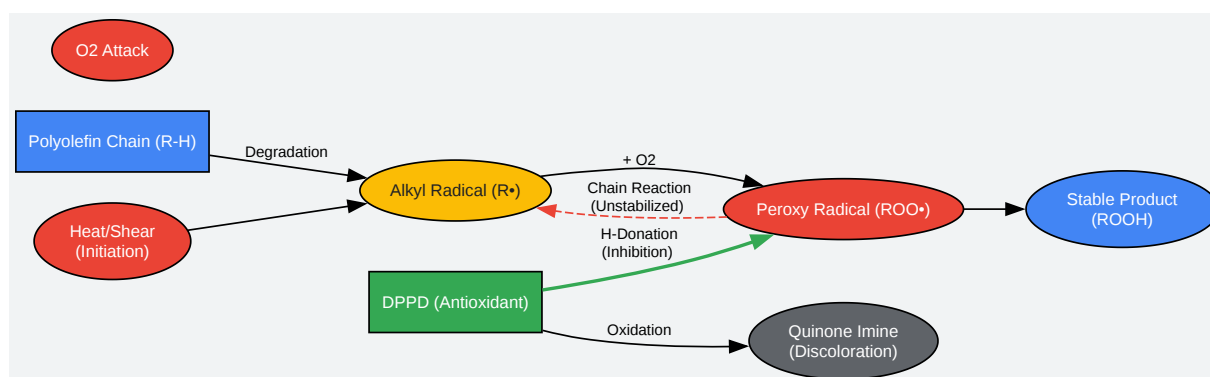 O2 Attack
Polyolefin Chain (R-H)
Degradation
Heat/Shear
(Initiation)
Alkyl Radical (R•)
+ O2
Chain Reaction
(Unstabilized)
H-Donation
(Inhibition)
Peroxy Radical (ROO•)
Stable Product
(ROOH)
DPPD (Antioxidant)
Oxidation
Quinone Imine
(Discoloration)